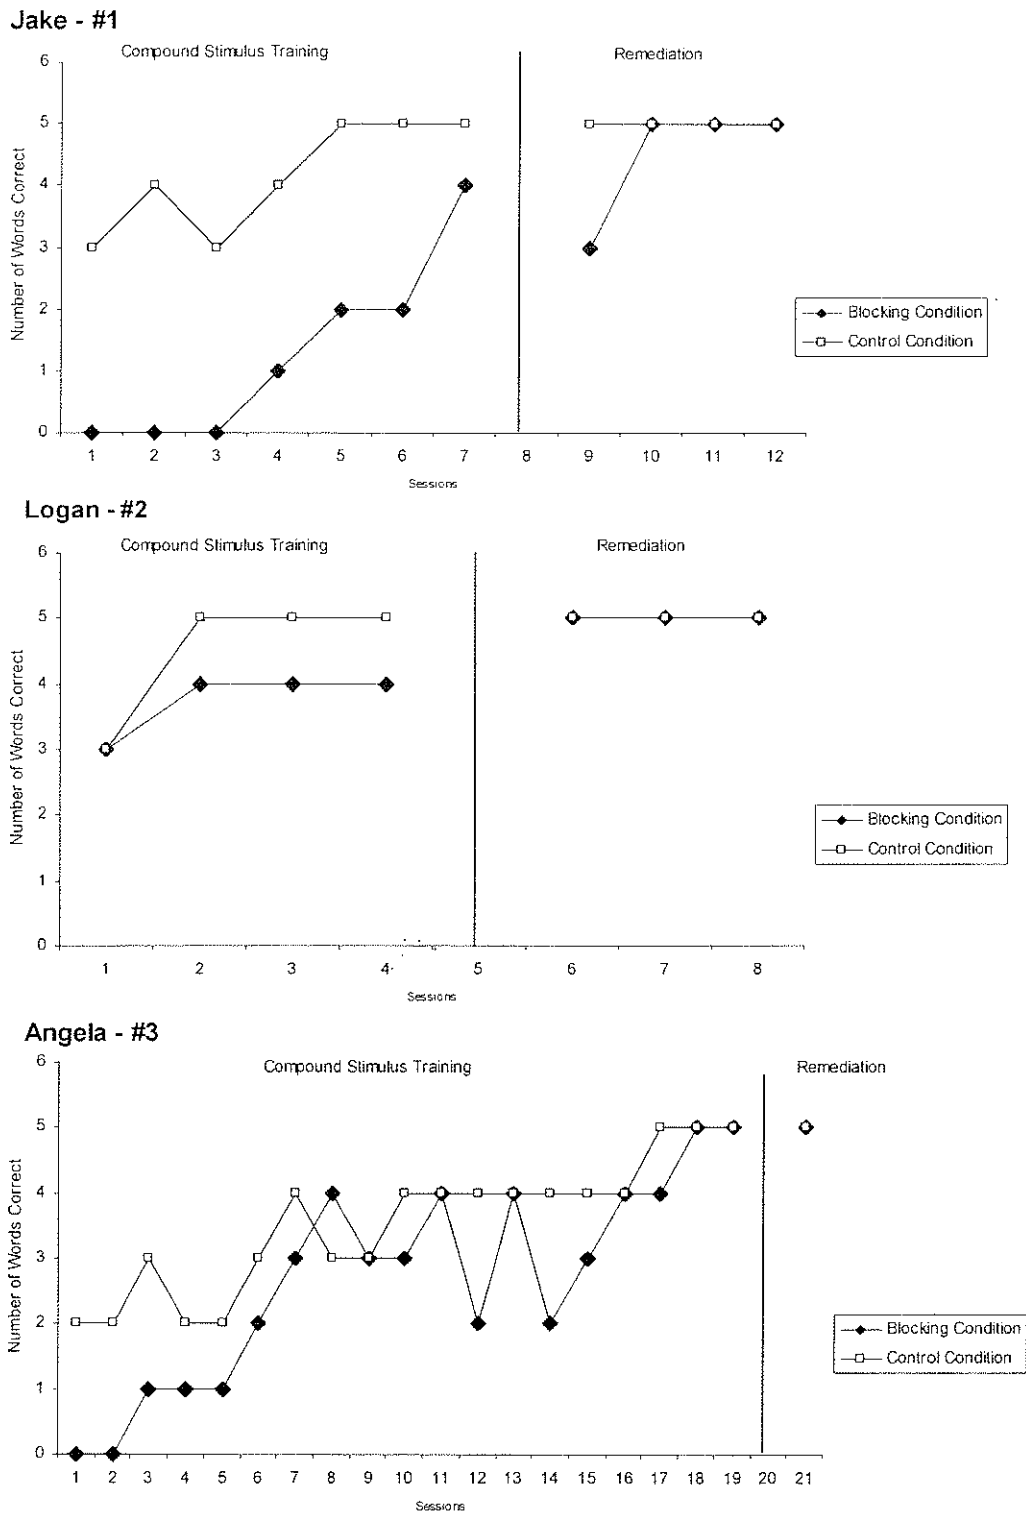 Jake - #1
Compound Stimulus Training
Remediation
Number of Words Correct
6
5
4
3
2
1
0
1 2 3 4 5 6 7 8 9 10 11 12
Sessions
Blocking Condition
Control Condition
Logan - #2
Compound Stimulus Training
Remediation
Number of Words Correct
6
5
4
3
2
1
0
1 2 3 4 5 6 7 8
Sessions
Blocking Condition
Control Condition
Angela - #3
Compound Stimulus Training
Remediation
Number of Words Correct
6
5
4
3
2
1
0
1 2 3 4 5 6 7 8 9 10 11 12 13 14 15 16 17 18 19 20 21
Sessions
Blocking Condition
Control Condition